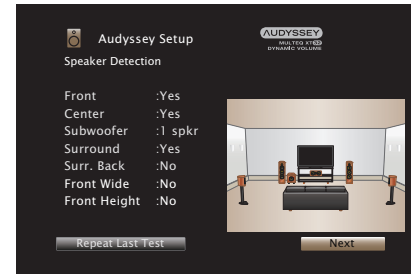 Audyssey Setup
AUDYSSEY
MULTEQ XT32
DYNAMIC VOLUME
Speaker Detection
Front :Yes
Center :Yes
Subwoofer :1 spkr
Surround :Yes
Surr. Back :No
Front Wide :No
Front Height :No
Repeat Last Test
Next